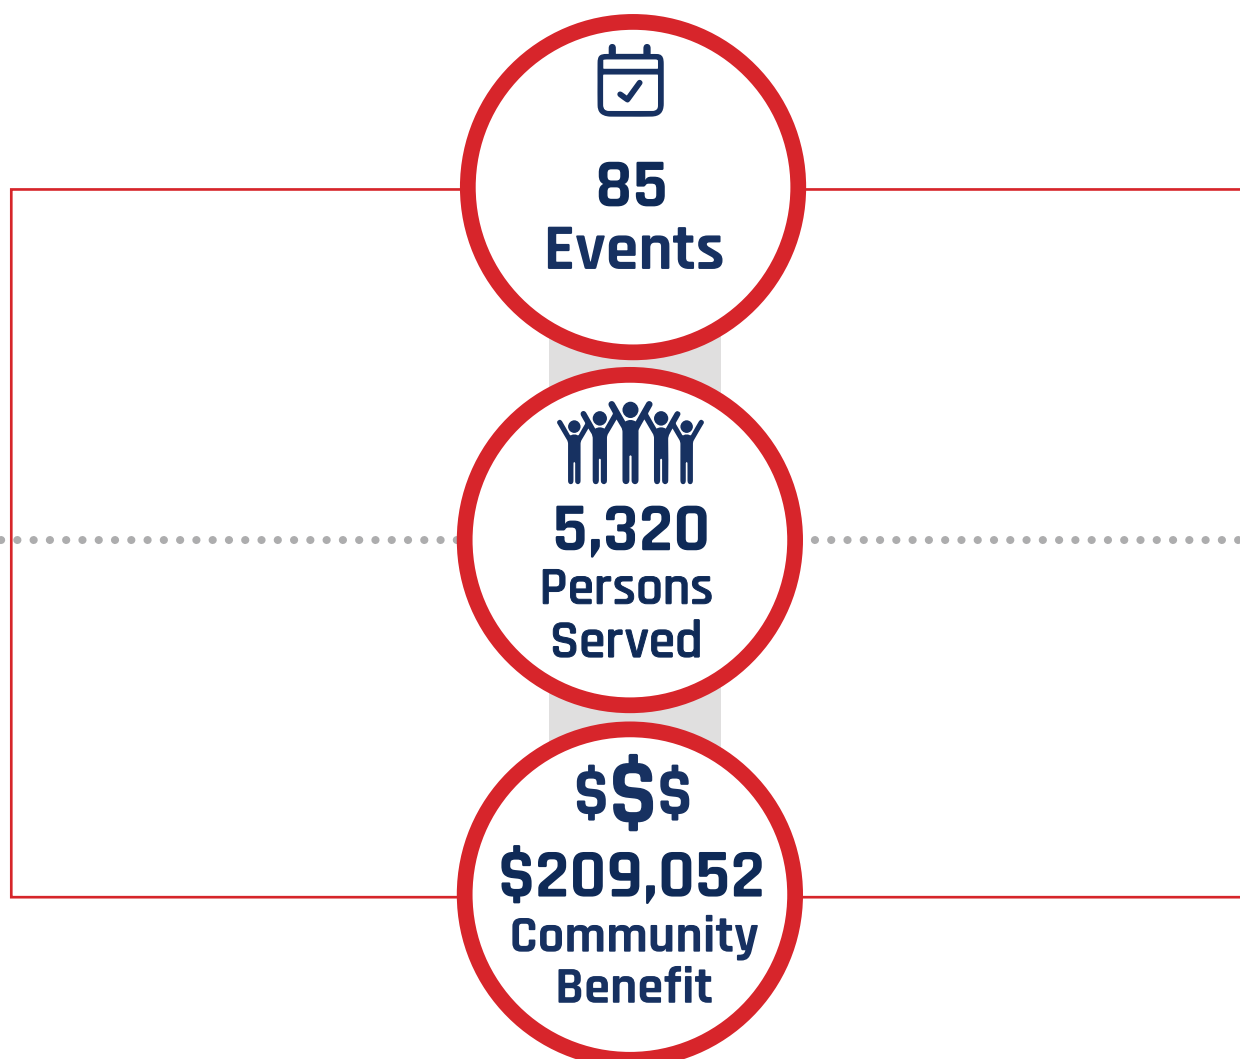 85
Events
5,320
Persons
Served
$$$
$209,052
Community
Benefit